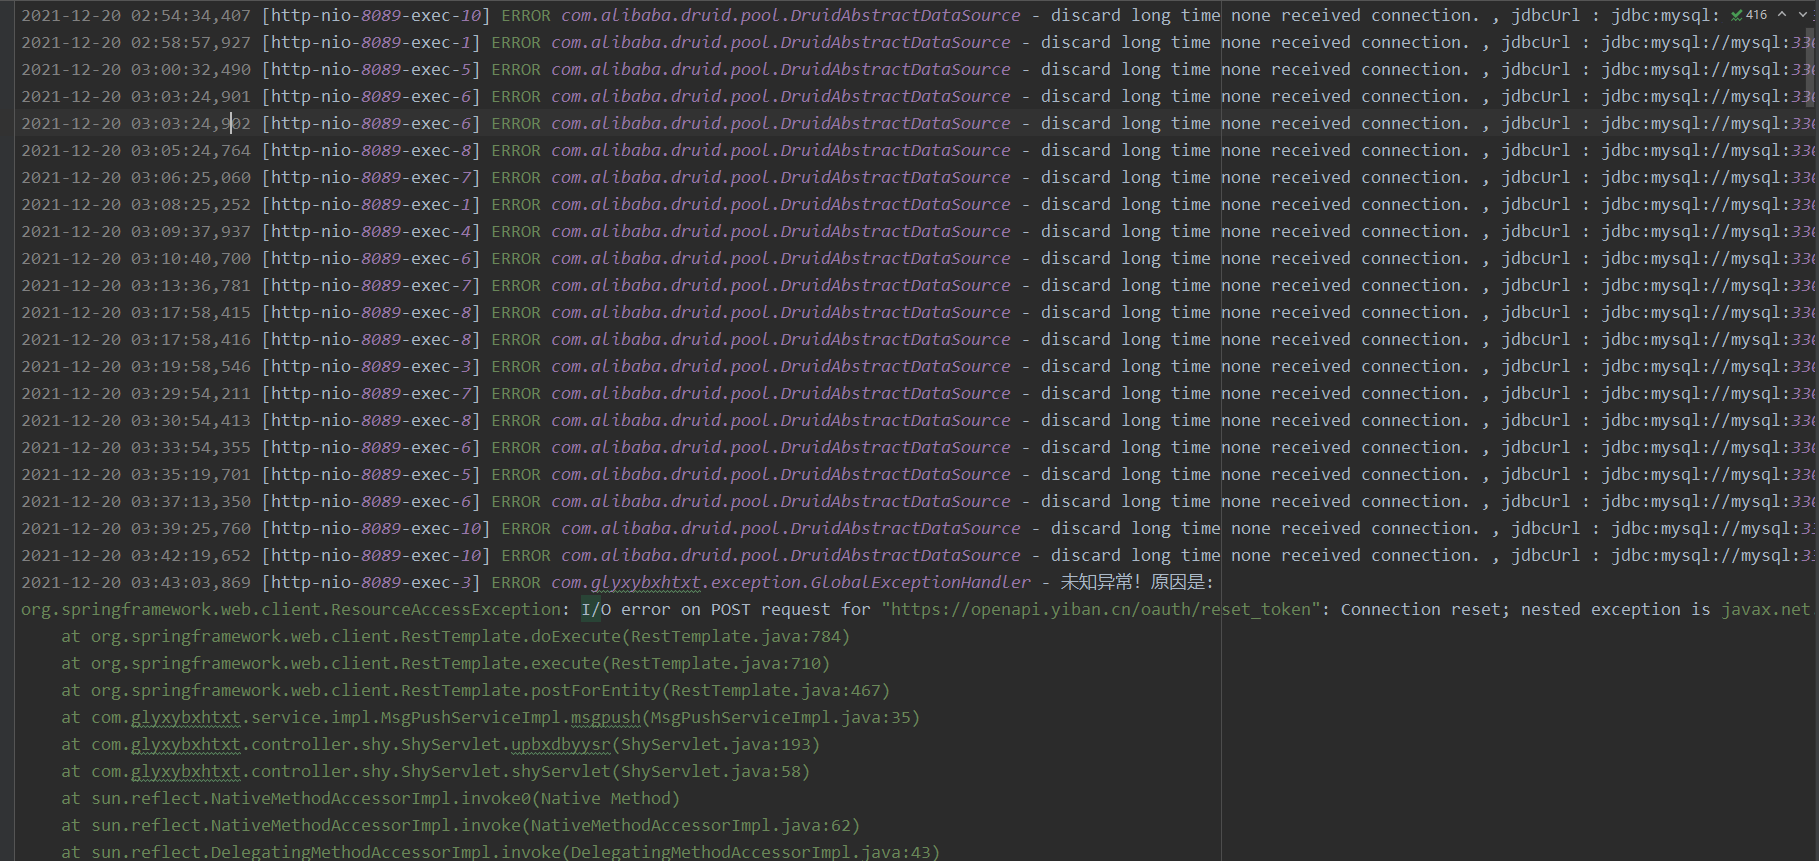 2021-12-20 02:54:34,407 [http-nio-8089-exec-10] ERROR com.alibaba.druid.pool.DruidAbstractDataSource - discard long time none received connection. , jdbcUrl : jdbc:mysql: 416
2021-12-20 02:58:57,927 [http-nio-8089-exec-1] ERROR com.alibaba.druid.pool.DruidAbstractDataSource - discard long time none received connection. , jdbcUrl : jdbc:mysql://mysql:336
2021-12-20 03:00:32,490 [http-nio-8089-exec-5] ERROR com.alibaba.druid.pool.DruidAbstractDataSource - discard long time none received connection. , jdbcUrl : jdbc:mysql://mysql:336
2021-12-20 03:03:24,901 [http-nio-8089-exec-6] ERROR com.alibaba.druid.pool.DruidAbstractDataSource - discard long time none received connection. , jdbcUrl : jdbc:mysql://mysql:336
2021-12-20 03:03:24,902 [http-nio-8089-exec-6] ERROR com.alibaba.druid.pool.DruidAbstractDataSource - discard long time none received connection. , jdbcUrl : jdbc:mysql://mysql:336
2021-12-20 03:05:24,764 [http-nio-8089-exec-8] ERROR com.alibaba.druid.pool.DruidAbstractDataSource - discard long time none received connection. , jdbcUrl : jdbc:mysql://mysql:336
2021-12-20 03:06:25,060 [http-nio-8089-exec-7] ERROR com.alibaba.druid.pool.DruidAbstractDataSource - discard long time none received connection. , jdbcUrl : jdbc:mysql://mysql:336
2021-12-20 03:08:25,252 [http-nio-8089-exec-1] ERROR com.alibaba.druid.pool.DruidAbstractDataSource - discard long time none received connection. , jdbcUrl : jdbc:mysql://mysql:336
2021-12-20 03:09:37,937 [http-nio-8089-exec-4] ERROR com.alibaba.druid.pool.DruidAbstractDataSource - discard long time none received connection. , jdbcUrl : jdbc:mysql://mysql:336
2021-12-20 03:10:40,700 [http-nio-8089-exec-6] ERROR com.alibaba.druid.pool.DruidAbstractDataSource - discard long time none received connection. , jdbcUrl : jdbc:mysql://mysql:336
2021-12-20 03:13:36,781 [http-nio-8089-exec-7] ERROR com.alibaba.druid.pool.DruidAbstractDataSource - discard long time none received connection. , jdbcUrl : jdbc:mysql://mysql:336
2021-12-20 03:17:58,415 [http-nio-8089-exec-8] ERROR com.alibaba.druid.pool.DruidAbstractDataSource - discard long time none received connection. , jdbcUrl : jdbc:mysql://mysql:336
2021-12-20 03:17:58,416 [http-nio-8089-exec-8] ERROR com.alibaba.druid.pool.DruidAbstractDataSource - discard long time none received connection. , jdbcUrl : jdbc:mysql://mysql:336
2021-12-20 03:19:58,546 [http-nio-8089-exec-3] ERROR com.alibaba.druid.pool.DruidAbstractDataSource - discard long time none received connection. , jdbcUrl : jdbc:mysql://mysql:336
2021-12-20 03:29:54,211 [http-nio-8089-exec-7] ERROR com.alibaba.druid.pool.DruidAbstractDataSource - discard long time none received connection. , jdbcUrl : jdbc:mysql://mysql:336
2021-12-20 03:30:54,413 [http-nio-8089-exec-8] ERROR com.alibaba.druid.pool.DruidAbstractDataSource - discard long time none received connection. , jdbcUrl : jdbc:mysql://mysql:336
2021-12-20 03:33:54,355 [http-nio-8089-exec-6] ERROR com.alibaba.druid.pool.DruidAbstractDataSource - discard long time none received connection. , jdbcUrl : jdbc:mysql://mysql:336
2021-12-20 03:35:19,701 [http-nio-8089-exec-5] ERROR com.alibaba.druid.pool.DruidAbstractDataSource - discard long time none received connection. , jdbcUrl : jdbc:mysql://mysql:336
2021-12-20 03:37:13,350 [http-nio-8089-exec-6] ERROR com.alibaba.druid.pool.DruidAbstractDataSource - discard long time none received connection. , jdbcUrl : jdbc:mysql://mysql:336
2021-12-20 03:39:25,760 [http-nio-8089-exec-10] ERROR com.alibaba.druid.pool.DruidAbstractDataSource - discard long time none received connection. , jdbcUrl : jdbc:mysql://mysql:33
2021-12-20 03:42:19,652 [http-nio-8089-exec-10] ERROR com.alibaba.druid.pool.DruidAbstractDataSource - discard long time none received connection. , jdbcUrl : jdbc:mysql://mysql:33
2021-12-20 03:43:03,869 [http-nio-8089-exec-3] ERROR com.glyxybxhtxt.exception.GlobalExceptionHandler - 未知异常！原因是:
org.springframework.web.client.ResourceAccessException: I/O error on POST request for "https://openapi.yiban.cn/oauth/reset_token": Connection reset; nested exception is javax.net
at org.springframework.web.client.RestTemplate.doExecute(RestTemplate.java:784)
at org.springframework.web.client.RestTemplate.execute(RestTemplate.java:710)
at org.springframework.web.client.RestTemplate.postForEntity(RestTemplate.java:467)
at com.glyxybxhtxt.service.impl.MsgPushServiceImpl.msgpush(MsgPushServiceImpl.java:35)
at com.glyxybxhtxt.controller.shy.ShyServlet.upbxdbyysr(ShyServlet.java:193)
at com.glyxybxhtxt.controller.shy.ShyServlet.shyServlet(ShyServlet.java:58)
at sun.reflect.NativeMethodAccessorImpl.invoke0(Native Method)
at sun.reflect.NativeMethodAccessorImpl.invoke(NativeMethodAccessorImpl.java:62)
at sun.reflect.DelegatingMethodAccessorImpl.invoke(DelegatingMethodAccessorImpl.java:43)